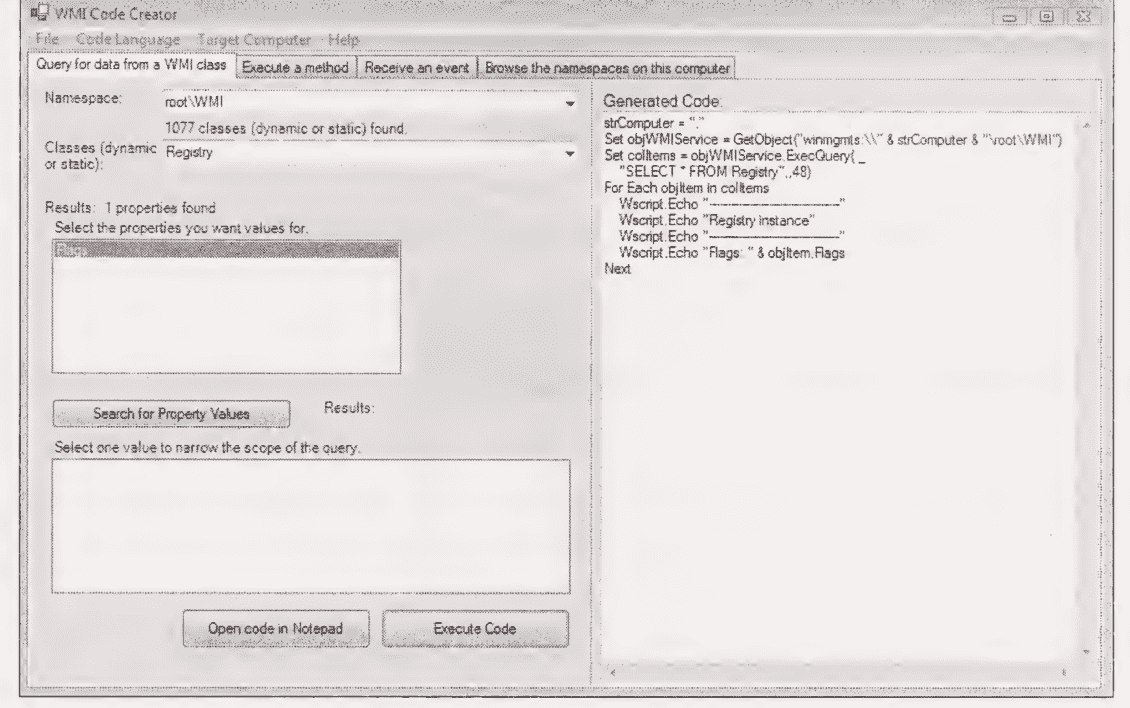 WMI Code Creator
File Code Language Target Computer Help
Query for data from a WMI class Execute a method Receive an event Browse the namespaces on this computer
Namespace: root\WMI
1077 classes (dynamic or static) found.
Classes (dynamic or static): Registry
Results: 1 properties found
Select the properties you want values for.
Flags
Search for Property Values Results:
Select one value to narrow the scope of the query.
Open code in Notepad Execute Code
Generated Code:
strComputer = "."
Set objWMIService = GetObject("winmgmts:\\" & strComputer & "\root\WMI")
Set colItems = objWMIService.ExecQuery( _
"SELECT * FROM Registry",,48)
For Each objItem in colItems
Wscript.Echo "-----------------------------------"
Wscript.Echo "Registry instance"
Wscript.Echo "-----------------------------------"
Wscript.Echo "Flags: " & objItem.Flags
Next